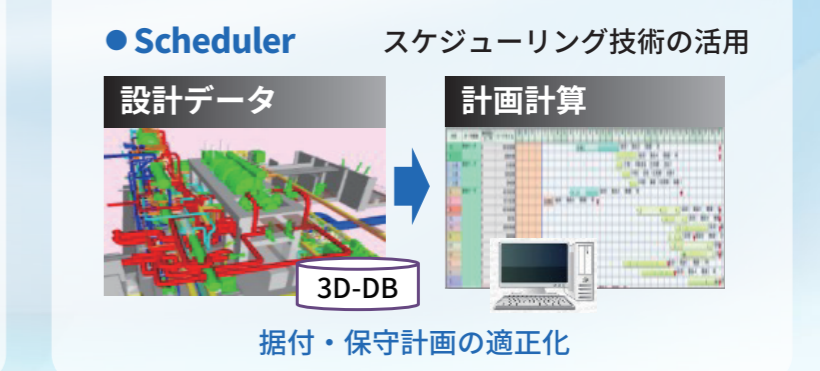 ● Scheduler スケジューリング技術の活用
設計データ
計画計算
3D-DB
据付・保守計画の適正化